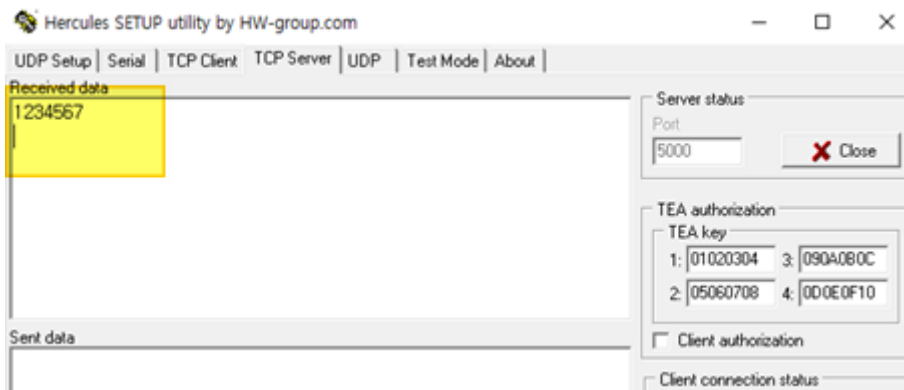 Hercules SETUP utility by HW-group.com
UDP Setup Serial TCP Client TCP Server UDP Test Mode About
Received data
1234567
Server status
Port
5000
Close
TEA authorization
TEA key
1: 01020304 3: 090A0B0C
2: 05060708 4: 0D0E0F10
Client authorization
Sent data
Client connection status